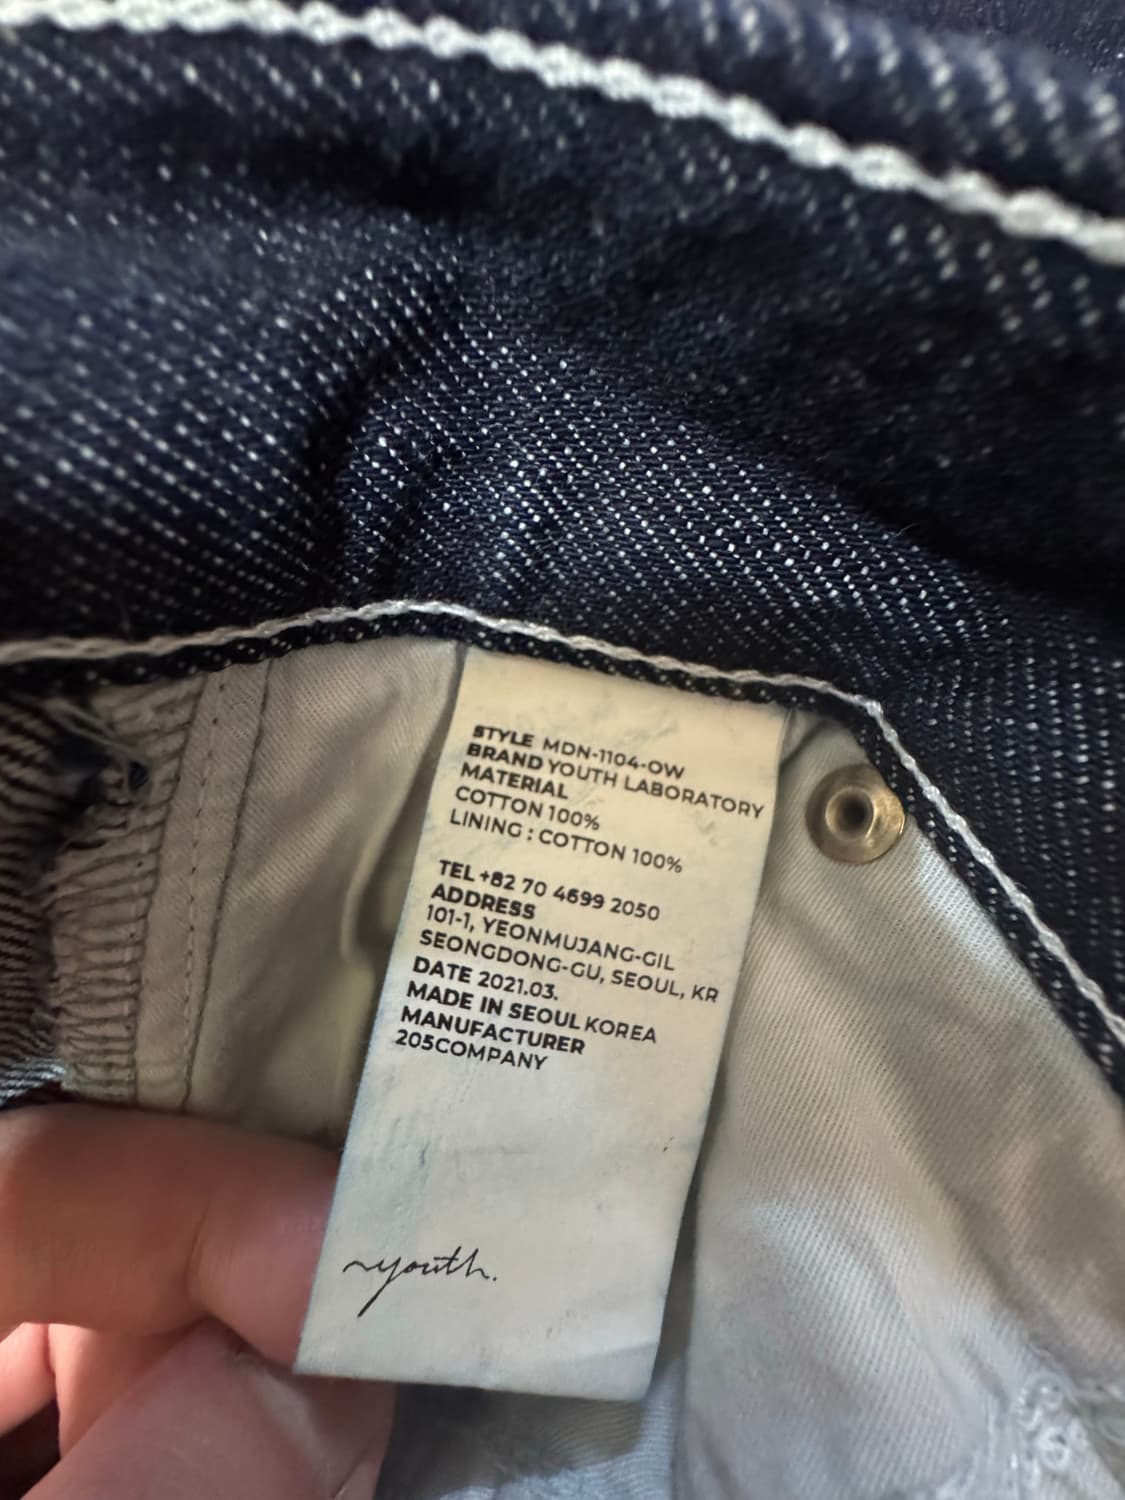 STYLE MDN-1104-OW
BRAND YOUTH LABORATORY
MATERIAL
COTTON 100%
LINING : COTTON 100%
TEL +82 70 4699 2050
ADDRESS
101-1, YEONMUJANG-GIL
SEONGDONG-GU, SEOUL, KR
DATE 2021.03.
MADE IN SEOUL KOREA
MANUFACTURER
205COMPANY
~youth.